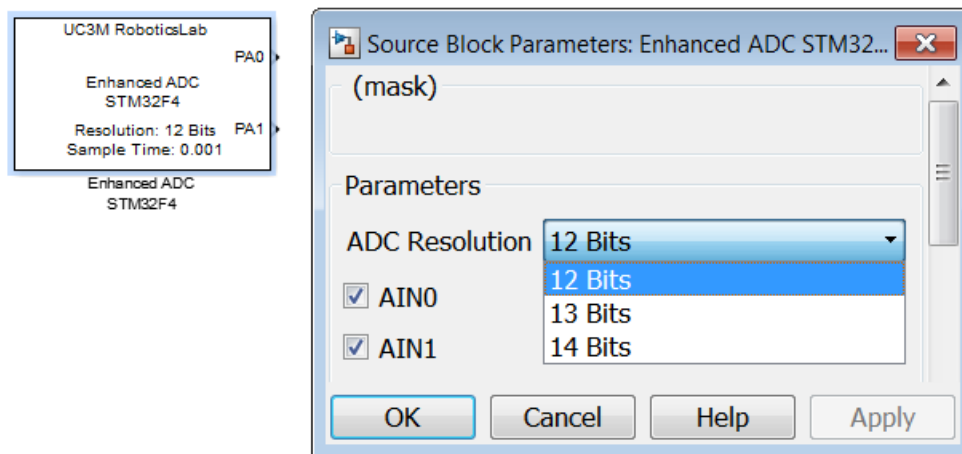 UC3M RoboticsLab
PA0
Enhanced ADC
STM32F4
Resolution: 12 Bits
PA1
Sample Time: 0.001
Enhanced ADC
STM32F4
Source Block Parameters: Enhanced ADC STM32...
(mask)
Parameters
ADC Resolution 12 Bits
12 Bits
AIN0
13 Bits
AIN1
14 Bits
OK Cancel Help Apply